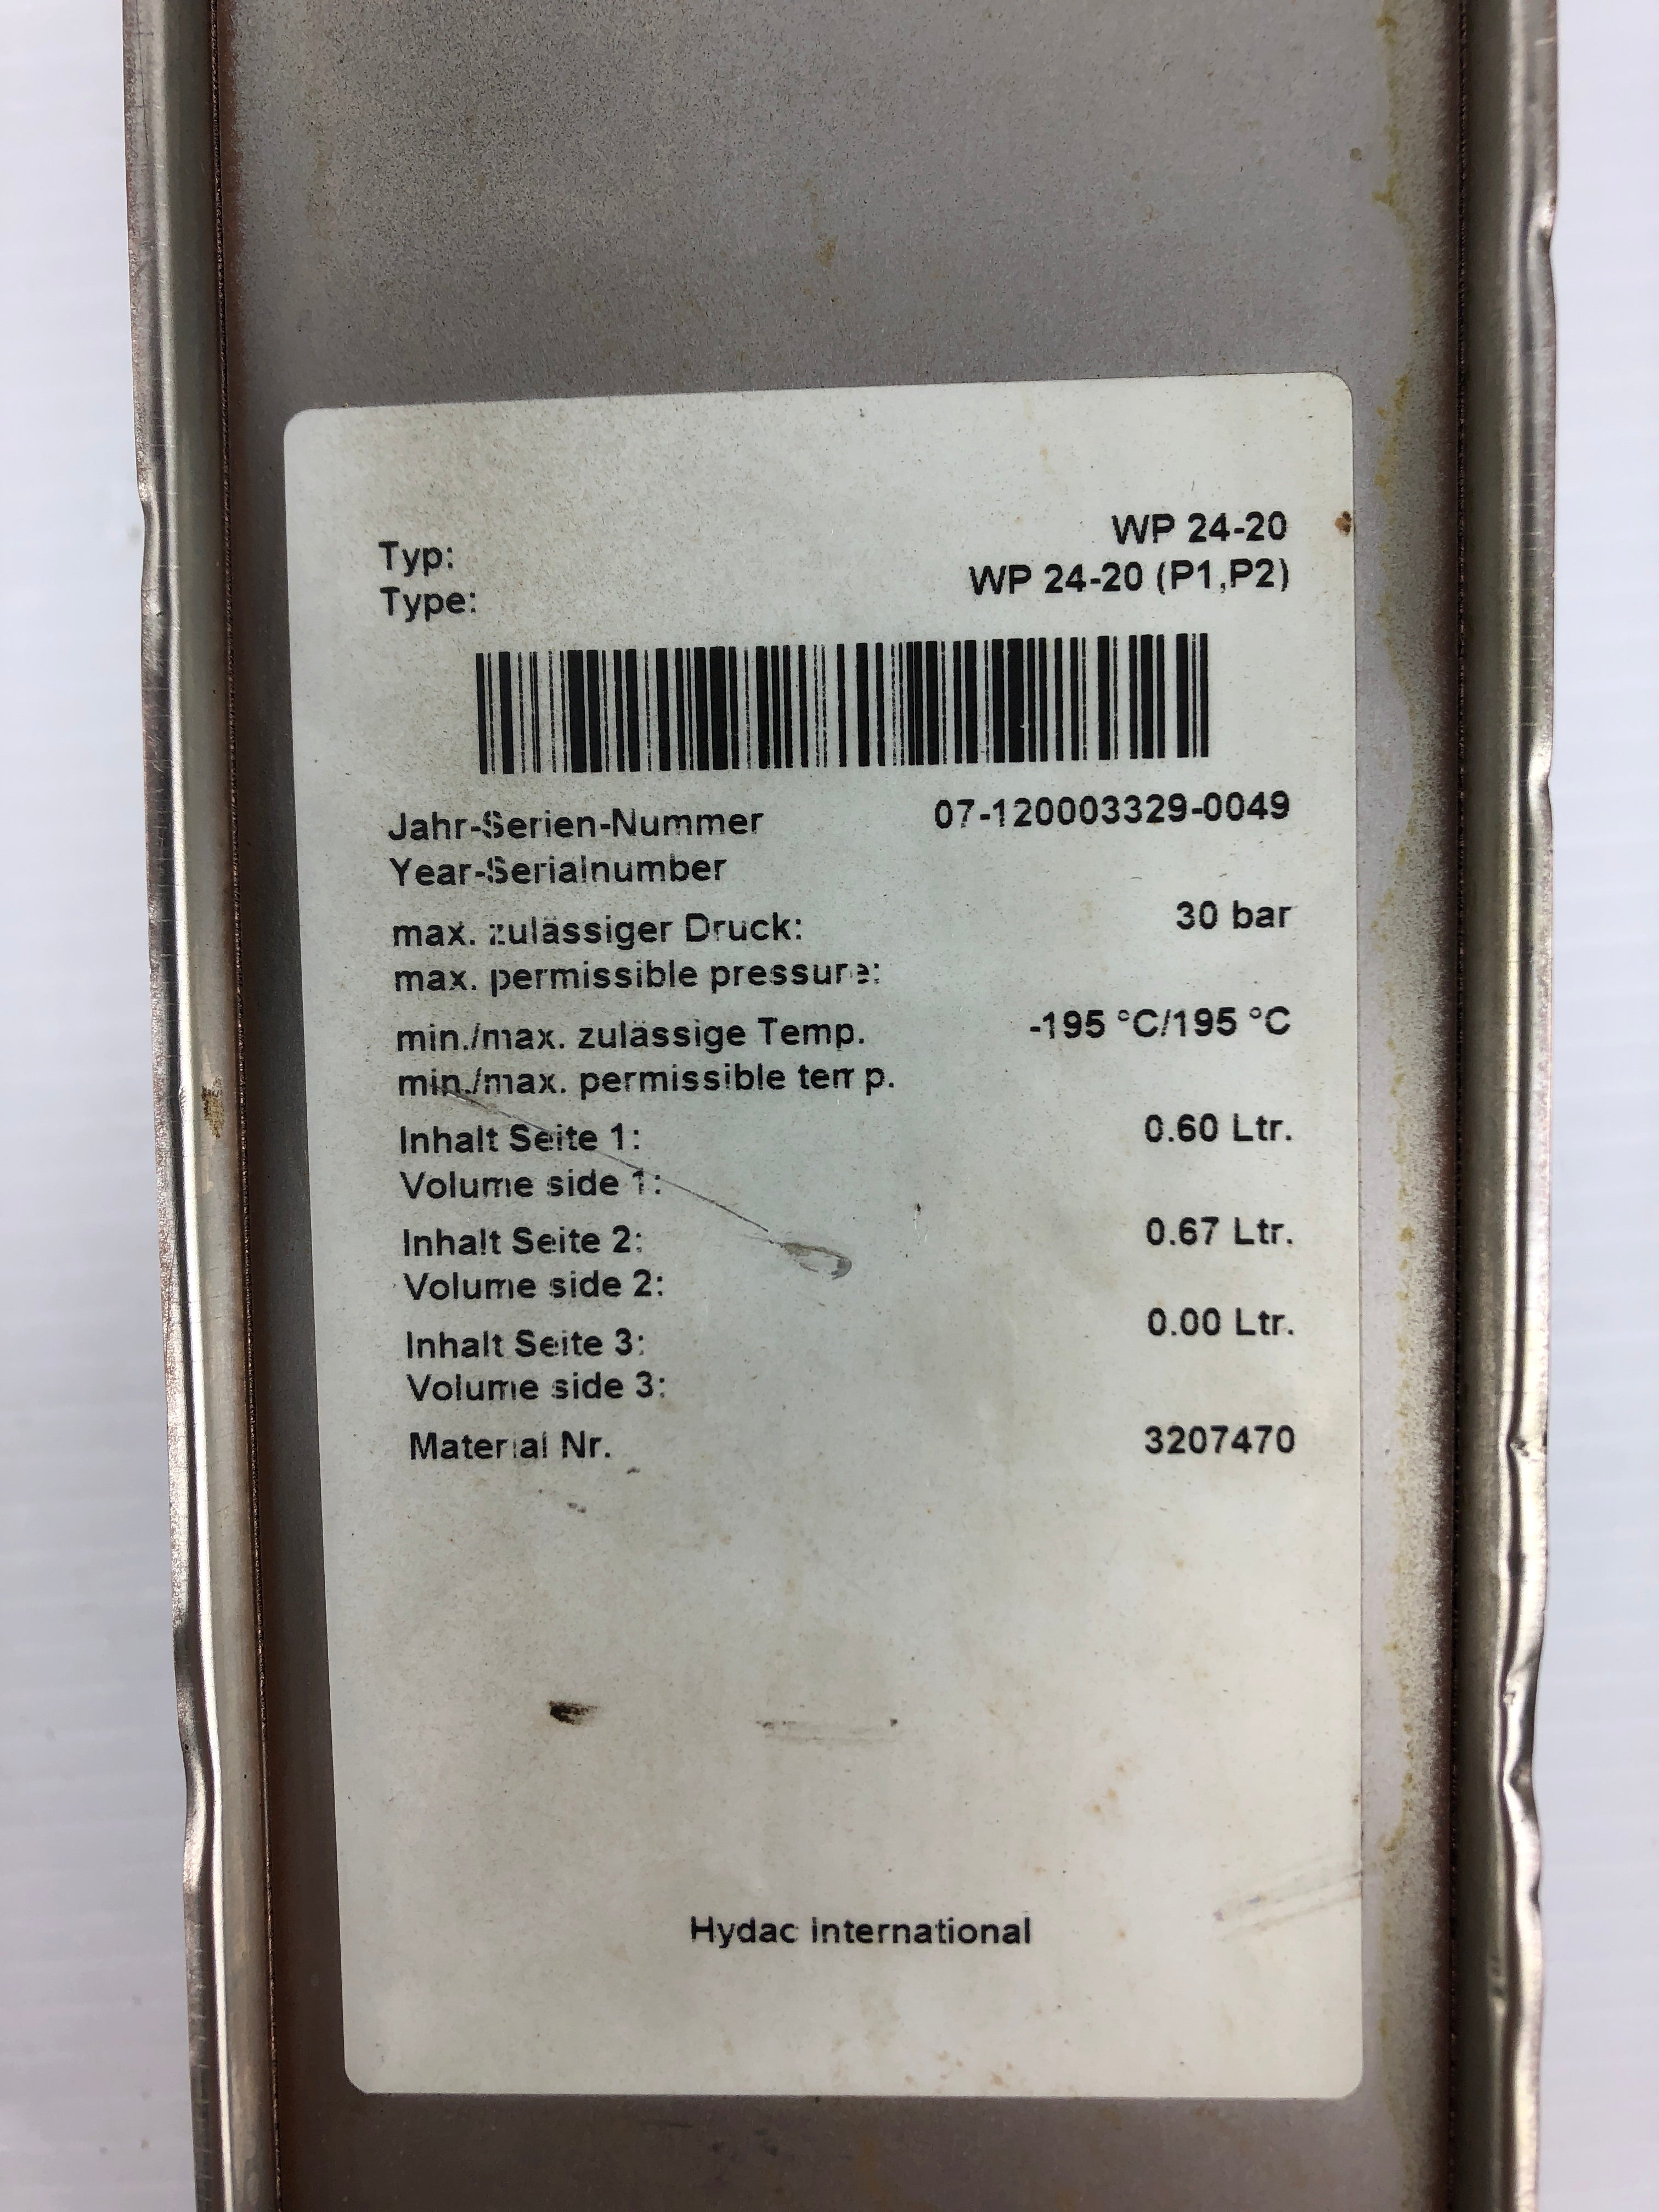 WP 24-20
Typ:
WP 24-20 (P1,P2)
Type:
Jahr-Serien-Nummer 07-120003329-0049
Year-Serialnumber
max. zulässiger Druck: 30 bar
max. permissible pressure:
min./max. zulässige Temp. -195 °C/195 °C
min./max. permissible temp.
Inhalt Seite 1: 0.60 Ltr.
Volume side 1:
Inhalt Seite 2: 0.67 Ltr.
Volume side 2:
Inhalt Seite 3: 0.00 Ltr.
Volume side 3:
Material Nr. 3207470
Hydac International